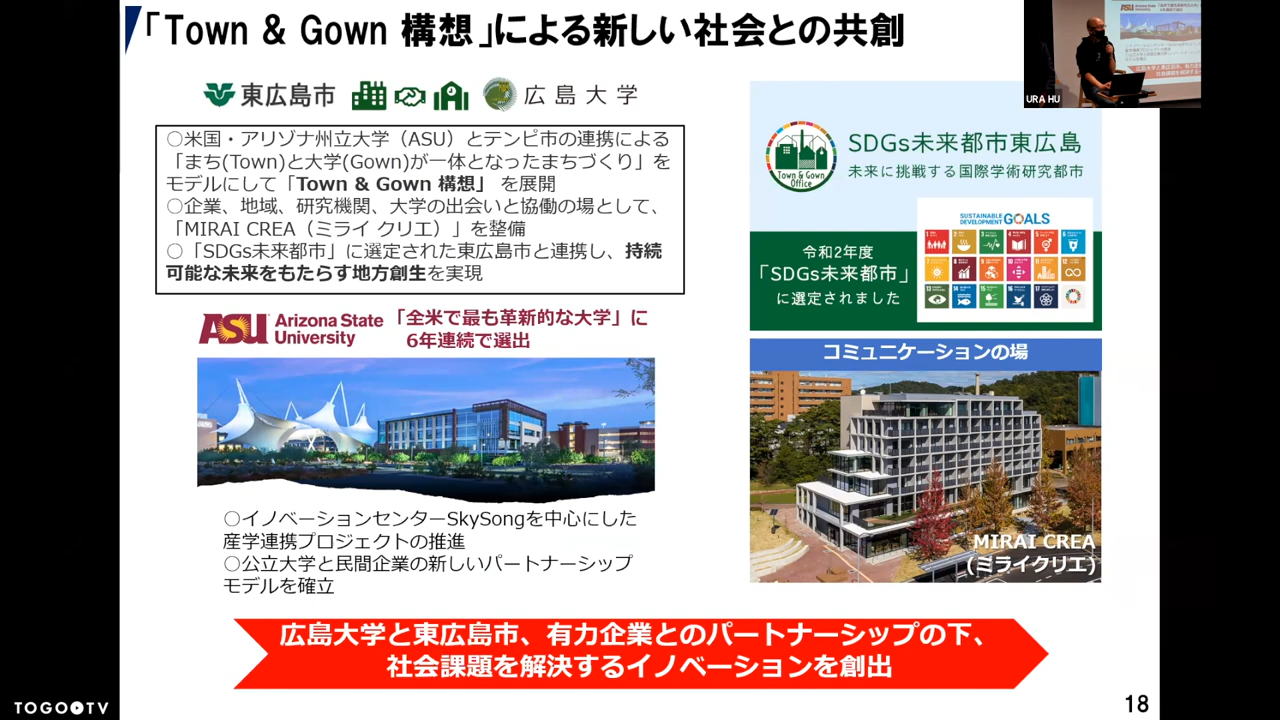 「Town & Gown 構想」による新しい社会との共創
東広島市
広島大学
○米国・アリゾナ州立大学（ASU）とテンピ市の連携による
「まち(Town)と大学(Gown)が一体となったまちづくり」を
モデルにして「Town & Gown 構想」 を展開
○企業、地域、研究機関、大学の出会いと協働の場として、
「MIRAI CREA（ミライ クリエ）」を整備
○「SDGs未来都市」に選定された東広島市と連携し、持続
可能な未来をもたらす地方創生を実現
ASU Arizona State
University
「全米で最も革新的な大学」に
6年連続で選出
○イノベーションセンターSkySongを中心にした
産学連携プロジェクトの推進
○公立大学と民間企業の新しいパートナーシップ
モデルを確立
URA HU
Town & Gown
Office
SDGs未来都市東広島
未来に挑戦する国際学術研究都市
SUSTAINABLE
DEVELOPMENT GOALS
令和2年度
「SDGs未来都市」
に選定されました
コミュニケーションの場
MIRAI CREA
(ミライクリエ)
広島大学と東広島市、有力企業とのパートナーシップの下、
社会課題を解決するイノベーションを創出
18
TOGOTV